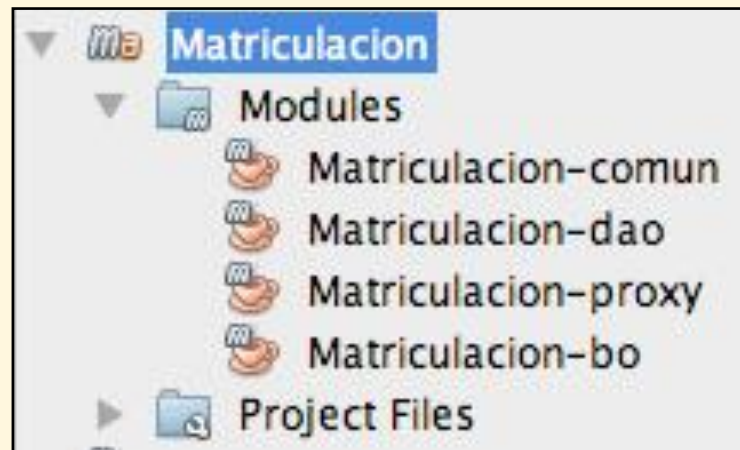 Matriculacion
Modules
Matriculacion-comun
Matriculacion-dao
Matriculacion-proxy
Matriculacion-bo
Project Files